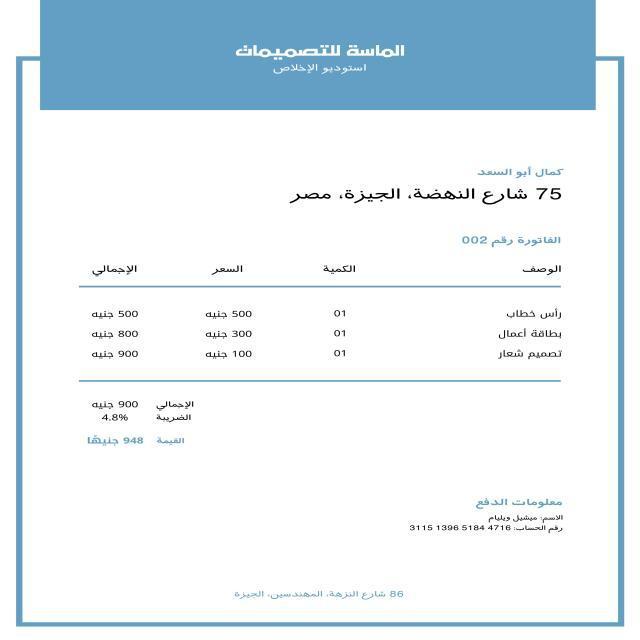 الماسة للتصميمات
استوديو الإخلاص
كمال أبو السعد
75 شارع النهضة، الجيزة، مصر
الفاتورة رقم 002
الوصف الكمية السعر الإجمالي
رأس خطاب 01 500 جنيه 500 جنيه
بطاقة أعمال 01 300 جنيه 800 جنيه
تصميم شعار 01 100 جنيه 900 جنيه
الإجمالي 900 جنيه
الضريبة 4.8%
القيمة 948 جنيهًا
معلومات الدفع
الاسم: ميشيل ويليام
رقم الحساب: 4716 5184 1396 3115
86 شارع النزهة، المهندسين، الجيزة